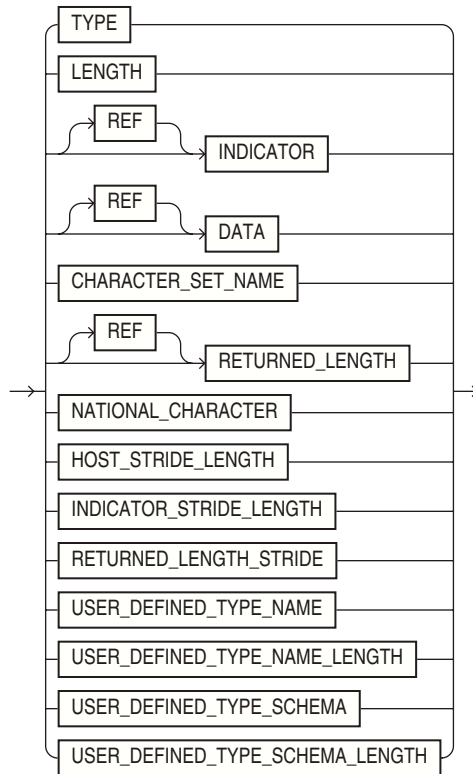 TYPE
LENGTH
REF
INDICATOR
REF
DATA
CHARACTER_SET_NAME
REF
RETURNED_LENGTH
NATIONAL_CHARACTER
HOST_STRIDE_LENGTH
INDICATOR_STRIDE_LENGTH
RETURNED_LENGTH_STRIDE
USER_DEFINED_TYPE_NAME
USER_DEFINED_TYPE_NAME_LENGTH
USER_DEFINED_TYPE_SCHEMA
USER_DEFINED_TYPE_SCHEMA_LENGTH